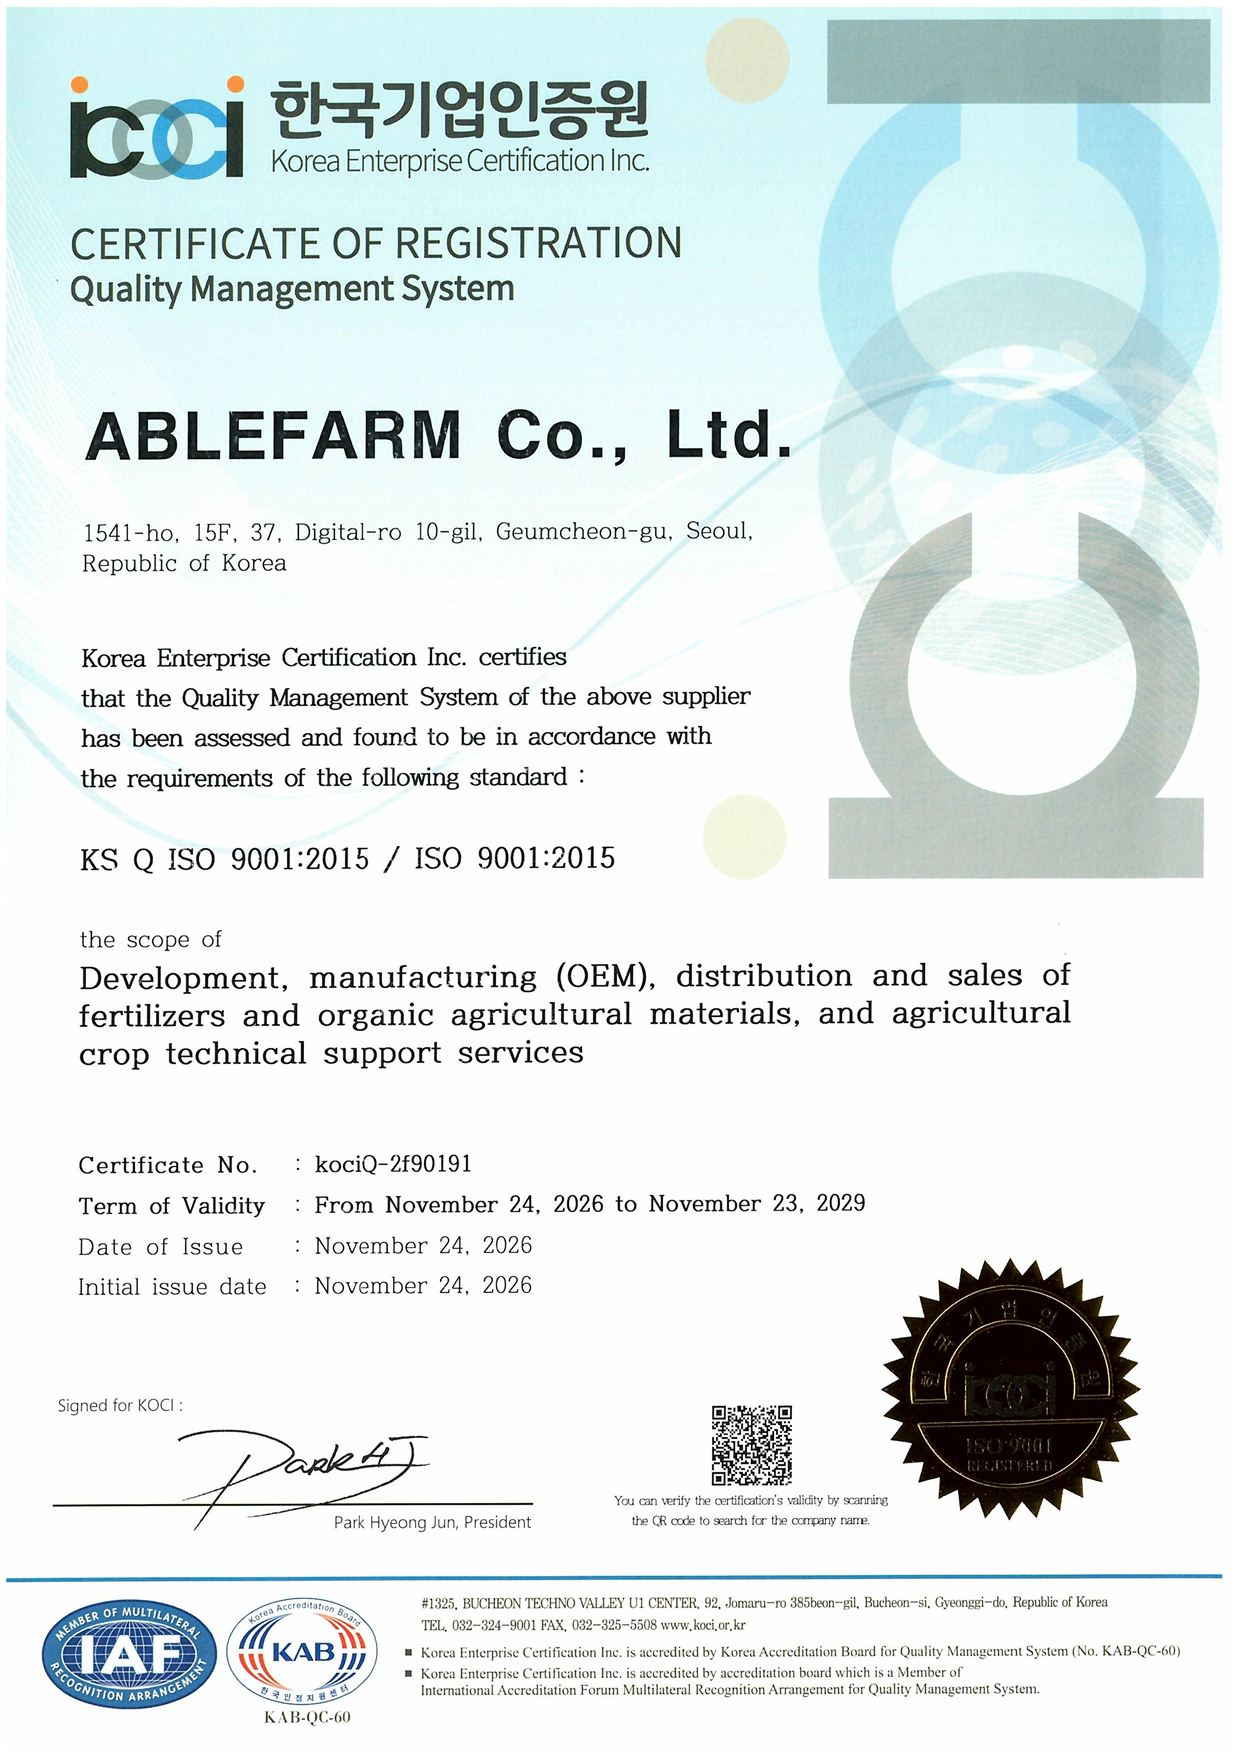 koci 한국기업인증원
Korea Enterprise Certification Inc.
CERTIFICATE OF REGISTRATION
Quality Management System
ABLEFARM Co., Ltd.
1541-ho, 15F, 37, Digital-ro 10-gil, Geumcheon-gu, Seoul,
Republic of Korea
Korea Enterprise Certification Inc. certifies
that the Quality Management System of the above supplier
has been assessed and found to be in accordance with
the requirements of the following standard :
KS Q ISO 9001:2015 / ISO 9001:2015
the scope of
Development, manufacturing (OEM), distribution and sales of
fertilizers and organic agricultural materials, and agricultural
crop technical support services
Certificate No. : kociQ-2f90191
Term of Validity : From November 24, 2026 to November 23, 2029
Date of Issue : November 24, 2026
Initial issue date : November 24, 2026
Signed for KOCI :
Park HJ
Park Hyeong Jun, President
You can verify the certification's validity by scanning
the QR code to search for the company name.
한국기업인증원
koci
ISO 9001
REGISTERED
MEMBER OF MULTILATERAL
IAF
RECOGNITION ARRANGEMENT
Korea Accreditation Board
KAB
한국인정지원센터
KAB-QC-60
#1325, BUCHEON TECHNO VALLEY U1 CENTER, 92, Jomaru-ro 385beon-gil, Bucheon-si, Gyeonggi-do, Republic of Korea
TEL, 032-324-9001 FAX, 032-325-5508 www.koci.or.kr
■ Korea Enterprise Certification Inc. is accredited by Korea Accreditation Board for Quality Management System (No. KAB-QC-60)
■ Korea Enterprise Certification Inc. is accredited by accreditation board which is a Member of
International Accreditation Forum Multilateral Recognition Arrangement for Quality Management System.